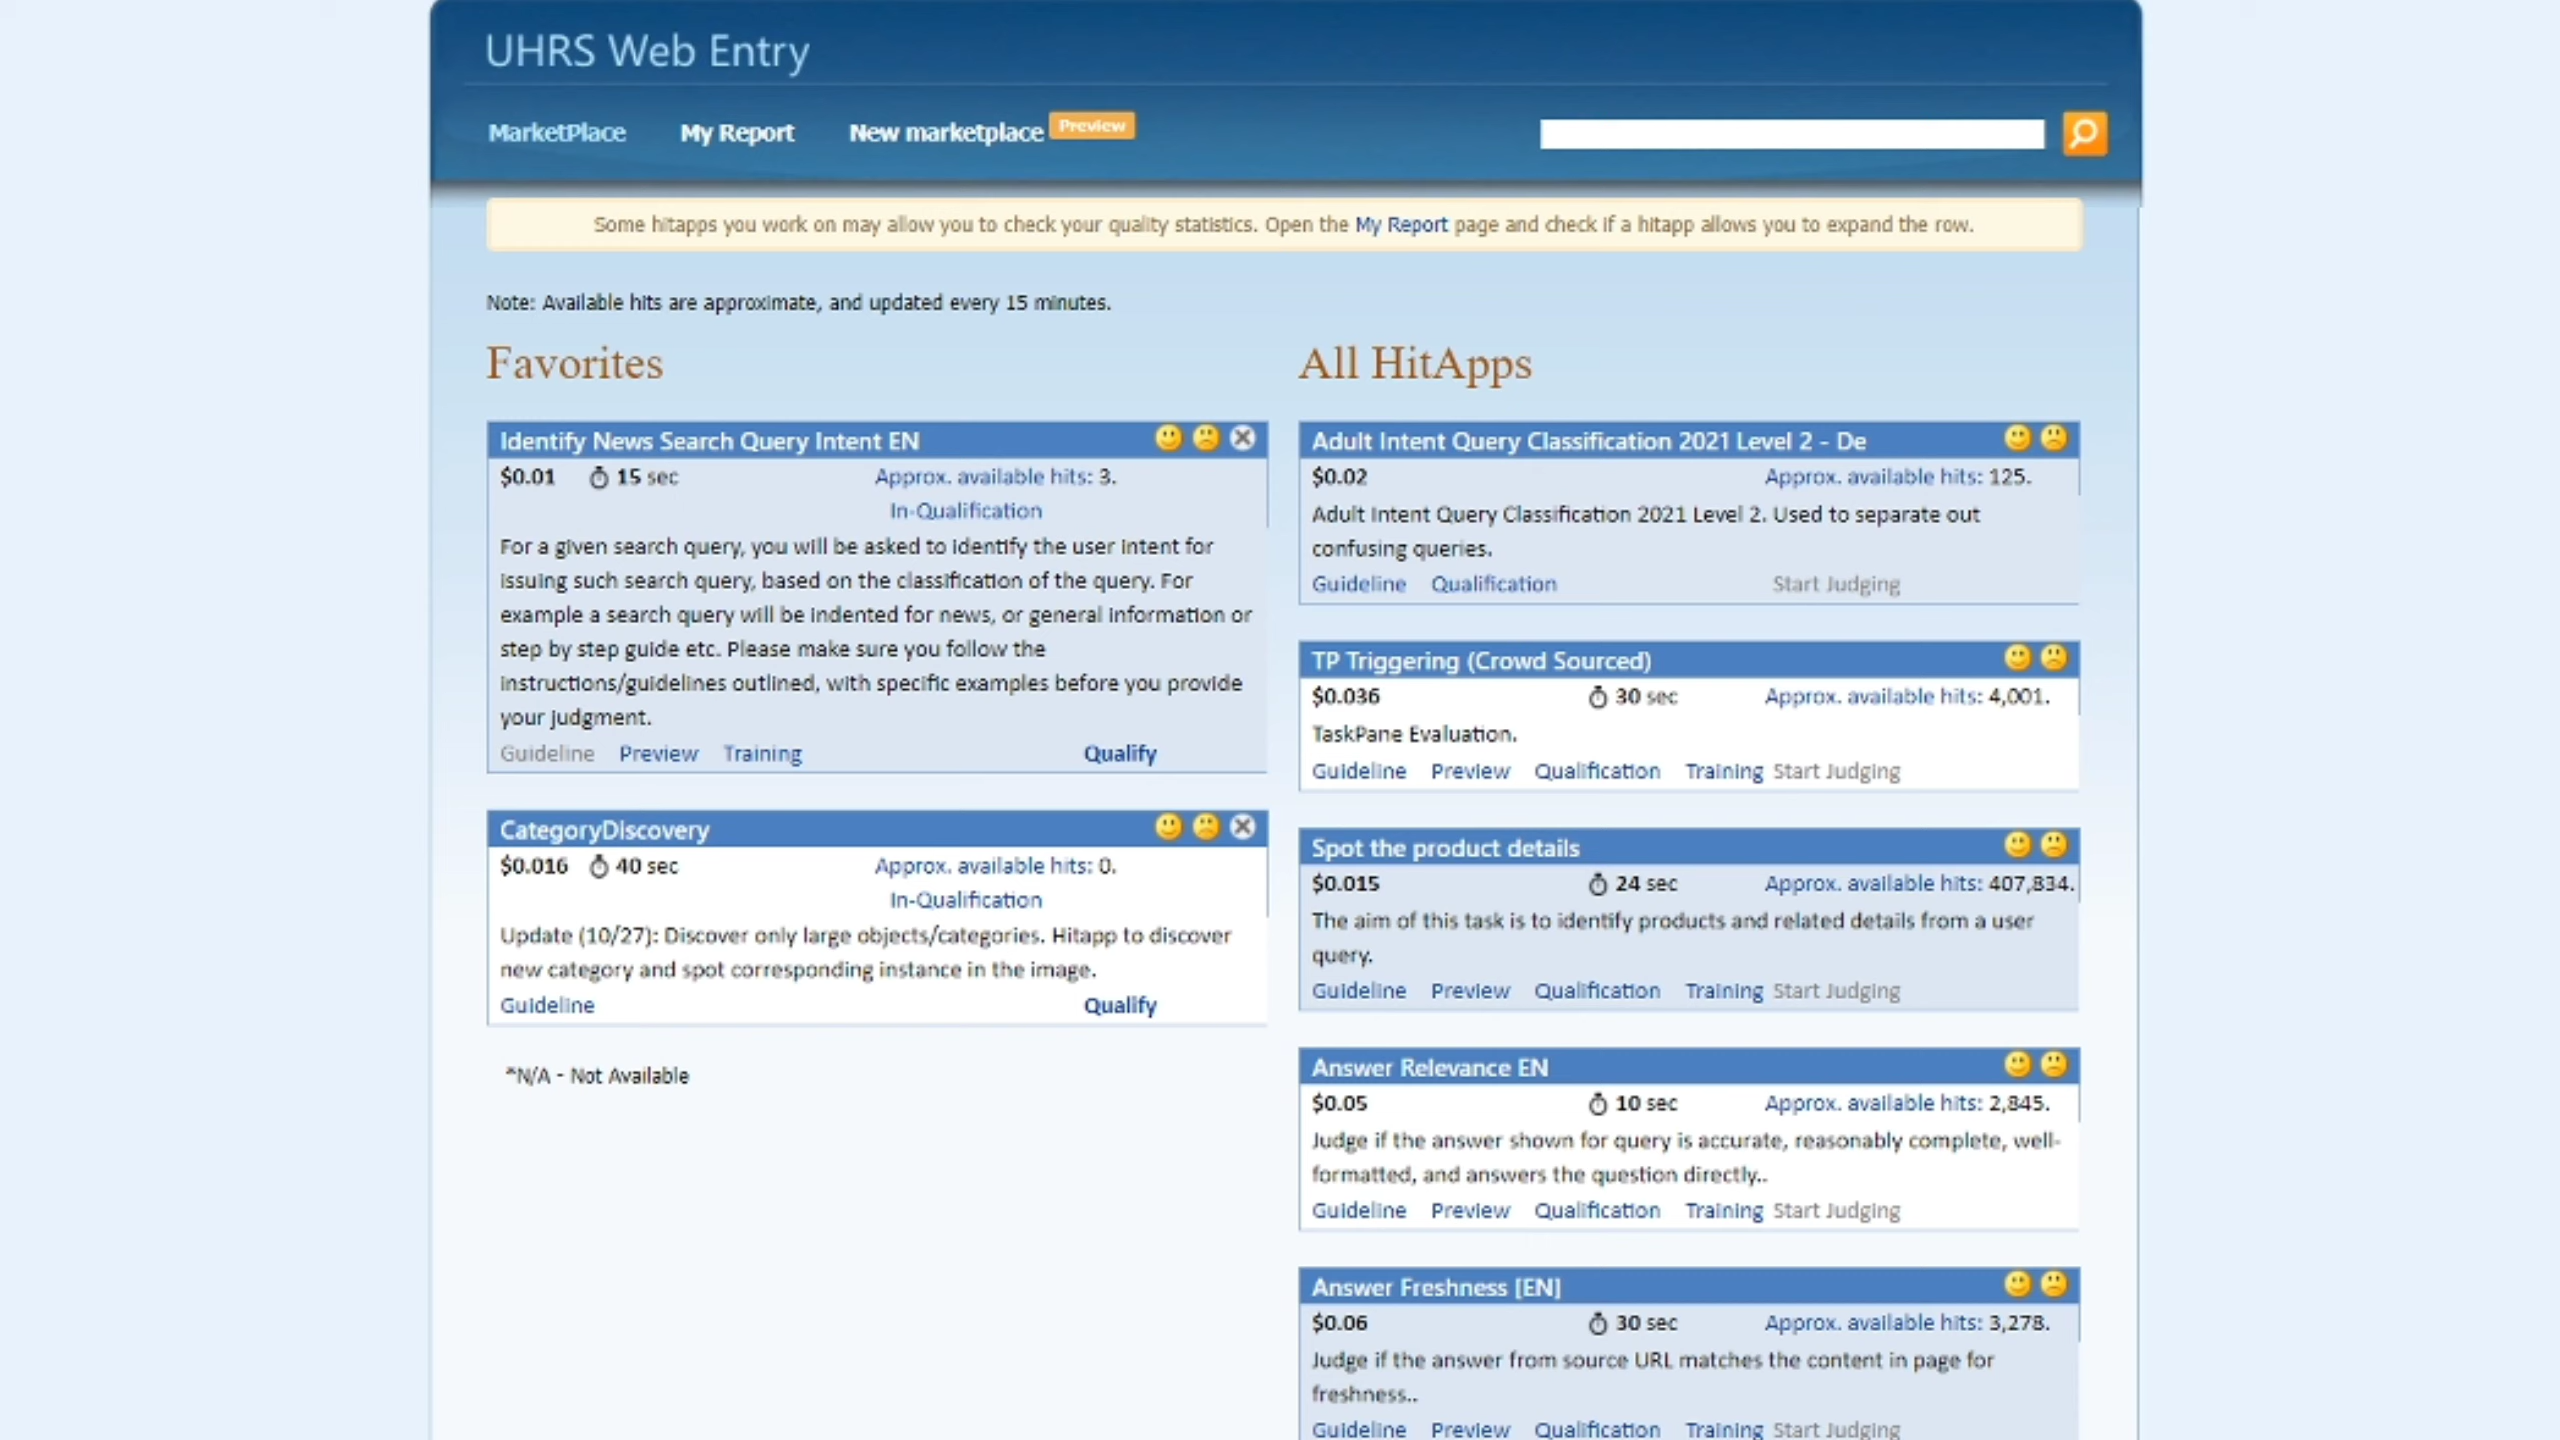 UHRS Web Entry
MarketPlace My Report New marketplace Preview
Some hitapps you work on may allow you to check your quality statistics. Open the My Report page and check if a hitapp allows you to expand the row.
Note: Available hits are approximate, and updated every 15 minutes.
Favorites
Identify News Search Query Intent EN
$0.01 15 sec Approx. available hits: 3.
In-Qualification
For a given search query, you will be asked to identify the user intent for
issuing such search query, based on the classification of the query. For
example a search query will be indented for news, or general information or
step by step guide etc. Please make sure you follow the
instructions/guidelines outlined, with specific examples before you provide
your judgment.
Guideline Preview Training Qualify
CategoryDiscovery
$0.016 40 sec Approx. available hits: 0.
In-Qualification
Update (10/27): Discover only large objects/categories. Hitapp to discover
new category and spot corresponding instance in the image.
Guideline Qualify
*N/A - Not Available
All HitApps
Adult Intent Query Classification 2021 Level 2 - De
$0.02 Approx. available hits: 125.
Adult Intent Query Classification 2021 Level 2. Used to separate out
confusing queries.
Guideline Qualification Start Judging
TP Triggering (Crowd Sourced)
$0.036 30 sec Approx. available hits: 4,001.
TaskPane Evaluation.
Guideline Preview Qualification Training Start Judging
Spot the product details
$0.015 24 sec Approx. available hits: 407,834.
The aim of this task is to identify products and related details from a user
query.
Guideline Preview Qualification Training Start Judging
Answer Relevance EN
$0.05 10 sec Approx. available hits: 2,845.
Judge if the answer shown for query is accurate, reasonably complete, well-
formatted, and answers the question directly..
Guideline Preview Qualification Training Start Judging
Answer Freshness [EN]
$0.06 30 sec Approx. available hits: 3,278.
Judge if the answer from source URL matches the content in page for
freshness..
Guideline Preview Qualification Training Start Judging